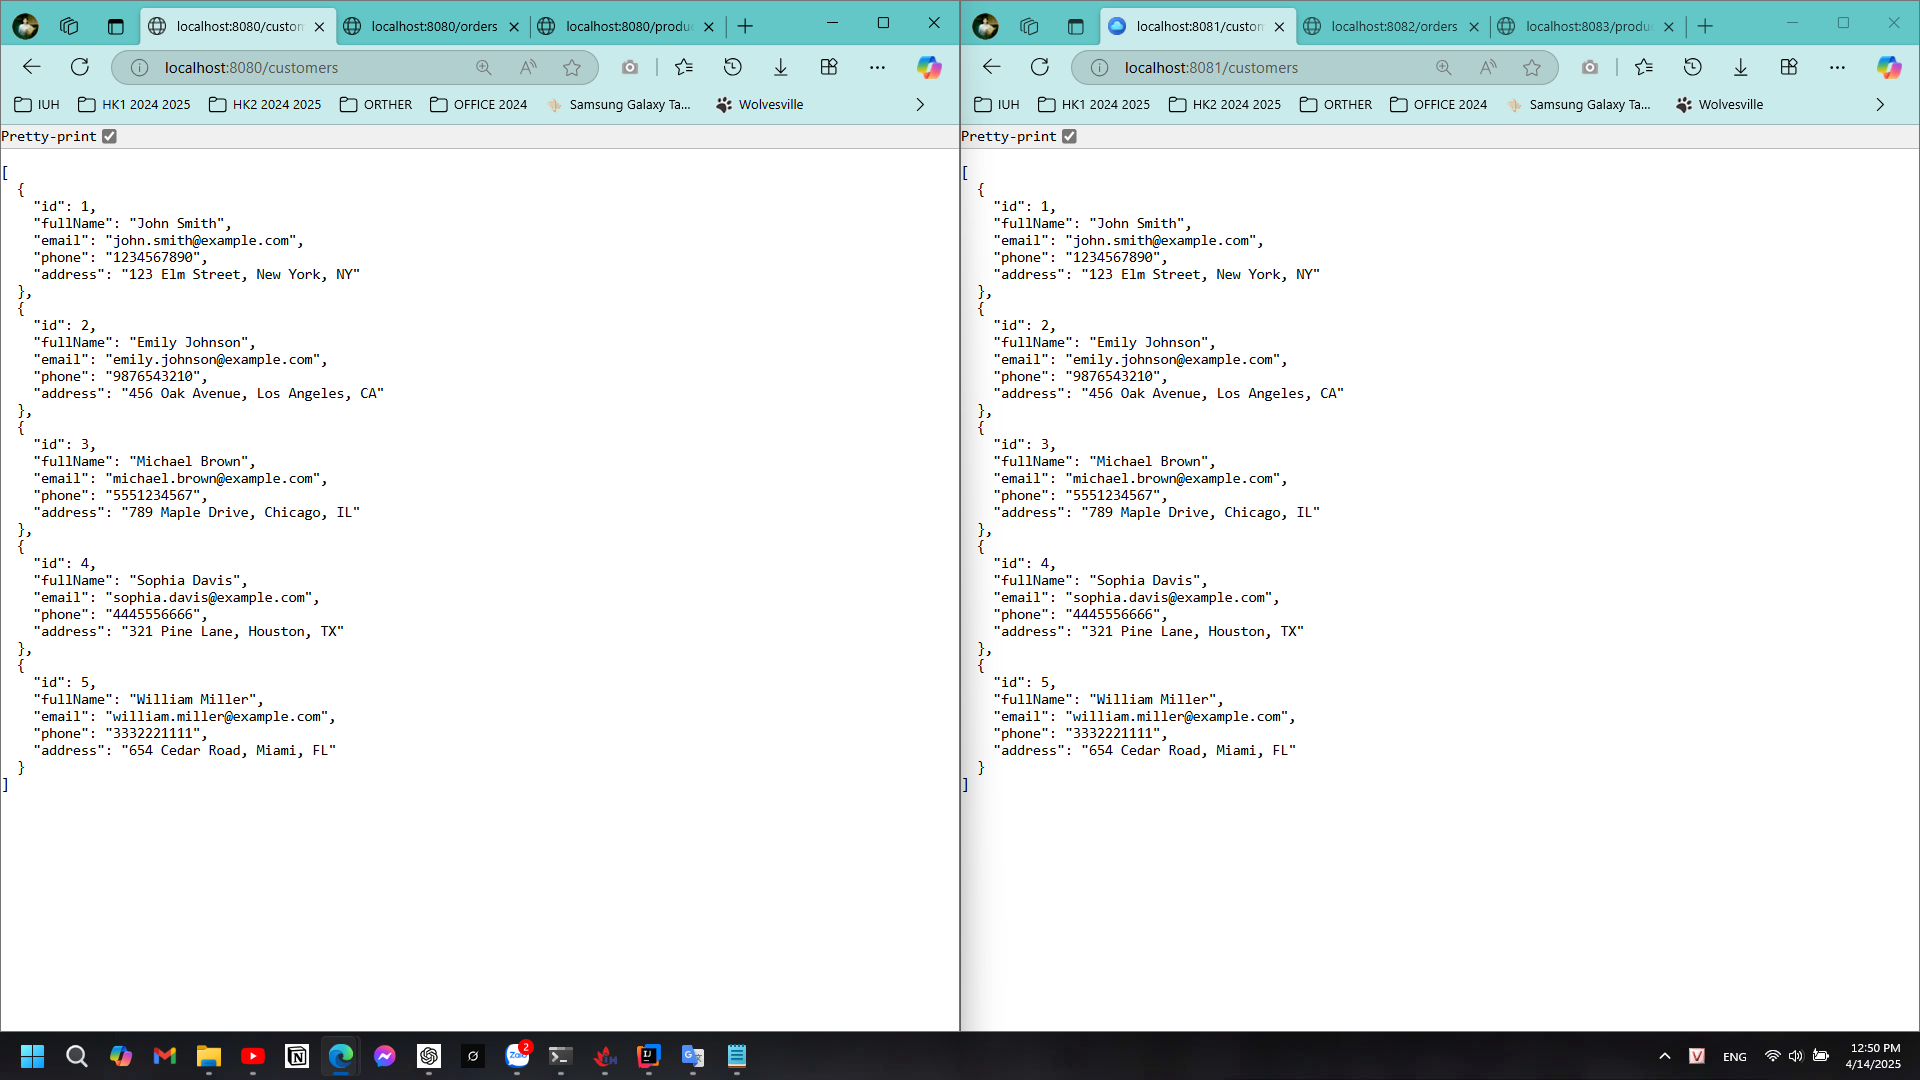 localhost:8080/custom
localhost:8080/orders
localhost:8080/produc
localhost:8080/customers
IUH
HK1 2024 2025
HK2 2024 2025
ORTHER
OFFICE 2024
Samsung Galaxy Ta...
Wolvesville
Pretty-print
[
  {
    "id": 1,
    "fullName": "John Smith",
    "email": "john.smith@example.com",
    "phone": "1234567890",
    "address": "123 Elm Street, New York, NY"
  },
  {
    "id": 2,
    "fullName": "Emily Johnson",
    "email": "emily.johnson@example.com",
    "phone": "9876543210",
    "address": "456 Oak Avenue, Los Angeles, CA"
  },
  {
    "id": 3,
    "fullName": "Michael Brown",
    "email": "michael.brown@example.com",
    "phone": "5551234567",
    "address": "789 Maple Drive, Chicago, IL"
  },
  {
    "id": 4,
    "fullName": "Sophia Davis",
    "email": "sophia.davis@example.com",
    "phone": "4445556666",
    "address": "321 Pine Lane, Houston, TX"
  },
  {
    "id": 5,
    "fullName": "William Miller",
    "email": "william.miller@example.com",
    "phone": "3332221111",
    "address": "654 Cedar Road, Miami, FL"
  }
]
localhost:8081/custom
localhost:8082/orders
localhost:8083/produ
localhost:8081/customers
IUH
HK1 2024 2025
HK2 2024 2025
ORTHER
OFFICE 2024
Samsung Galaxy Ta...
Wolvesville
Pretty-print
[
  {
    "id": 1,
    "fullName": "John Smith",
    "email": "john.smith@example.com",
    "phone": "1234567890",
    "address": "123 Elm Street, New York, NY"
  },
  {
    "id": 2,
    "fullName": "Emily Johnson",
    "email": "emily.johnson@example.com",
    "phone": "9876543210",
    "address": "456 Oak Avenue, Los Angeles, CA"
  },
  {
    "id": 3,
    "fullName": "Michael Brown",
    "email": "michael.brown@example.com",
    "phone": "5551234567",
    "address": "789 Maple Drive, Chicago, IL"
  },
  {
    "id": 4,
    "fullName": "Sophia Davis",
    "email": "sophia.davis@example.com",
    "phone": "4445556666",
    "address": "321 Pine Lane, Houston, TX"
  },
  {
    "id": 5,
    "fullName": "William Miller",
    "email": "william.miller@example.com",
    "phone": "3332221111",
    "address": "654 Cedar Road, Miami, FL"
  }
]
Zalo
2
V
ENG
12:50 PM
4/14/2025